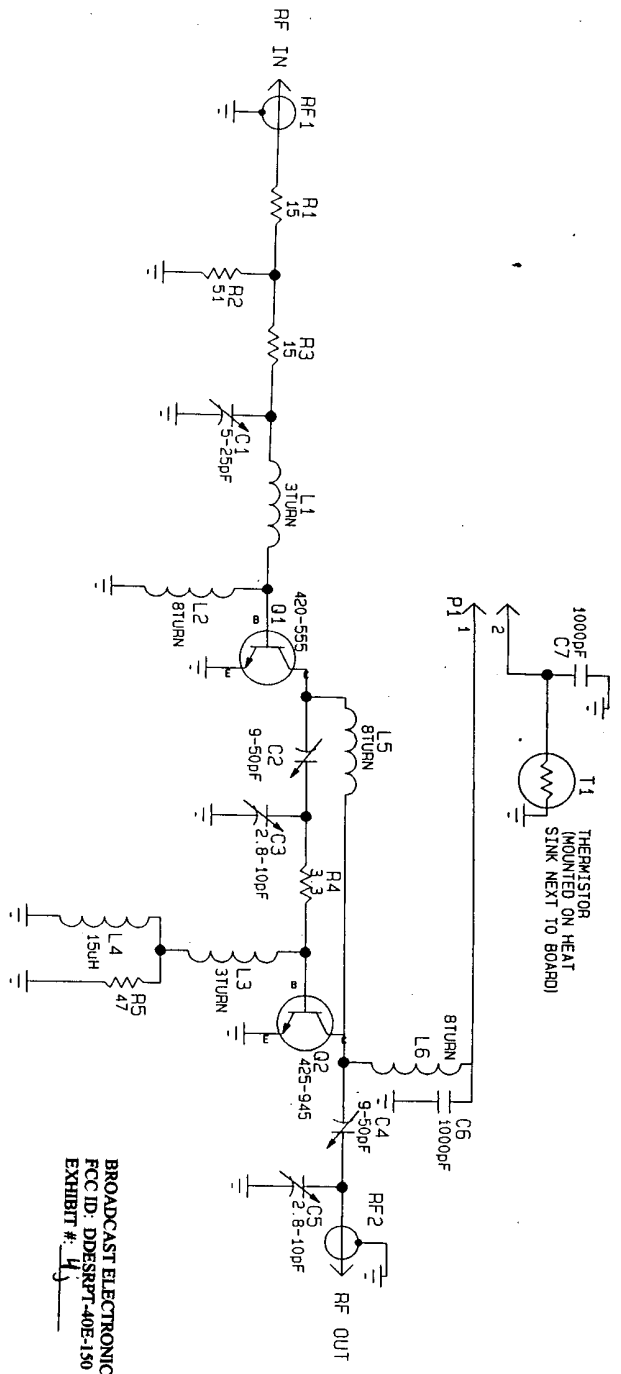 RF IN
RF1
R1
15
R2
51
R3
15
C1
5-25pF
L1
3TURN
L2
8TURN
Q1
420-555
B
E
C
L5
8TURN
C2
9-50pF
C3
2.8-10pF
R4
3.3
L4
15uH
R5
47
L3
3TURN
B
E
C
Q2
425-945
L6
8TURN
C6
1000pF
C4
9-50pF
C5
2.8-10pF
RF2
RF OUT
P1
1
2
C7
1000pF
T1
THERMISTOR
(MOUNTED ON HEAT
SINK NEXT TO BOARD)
BROADCAST ELECTRONIC
FCC ID: DDESRPT-40E-150
EXHIBIT #: 4j